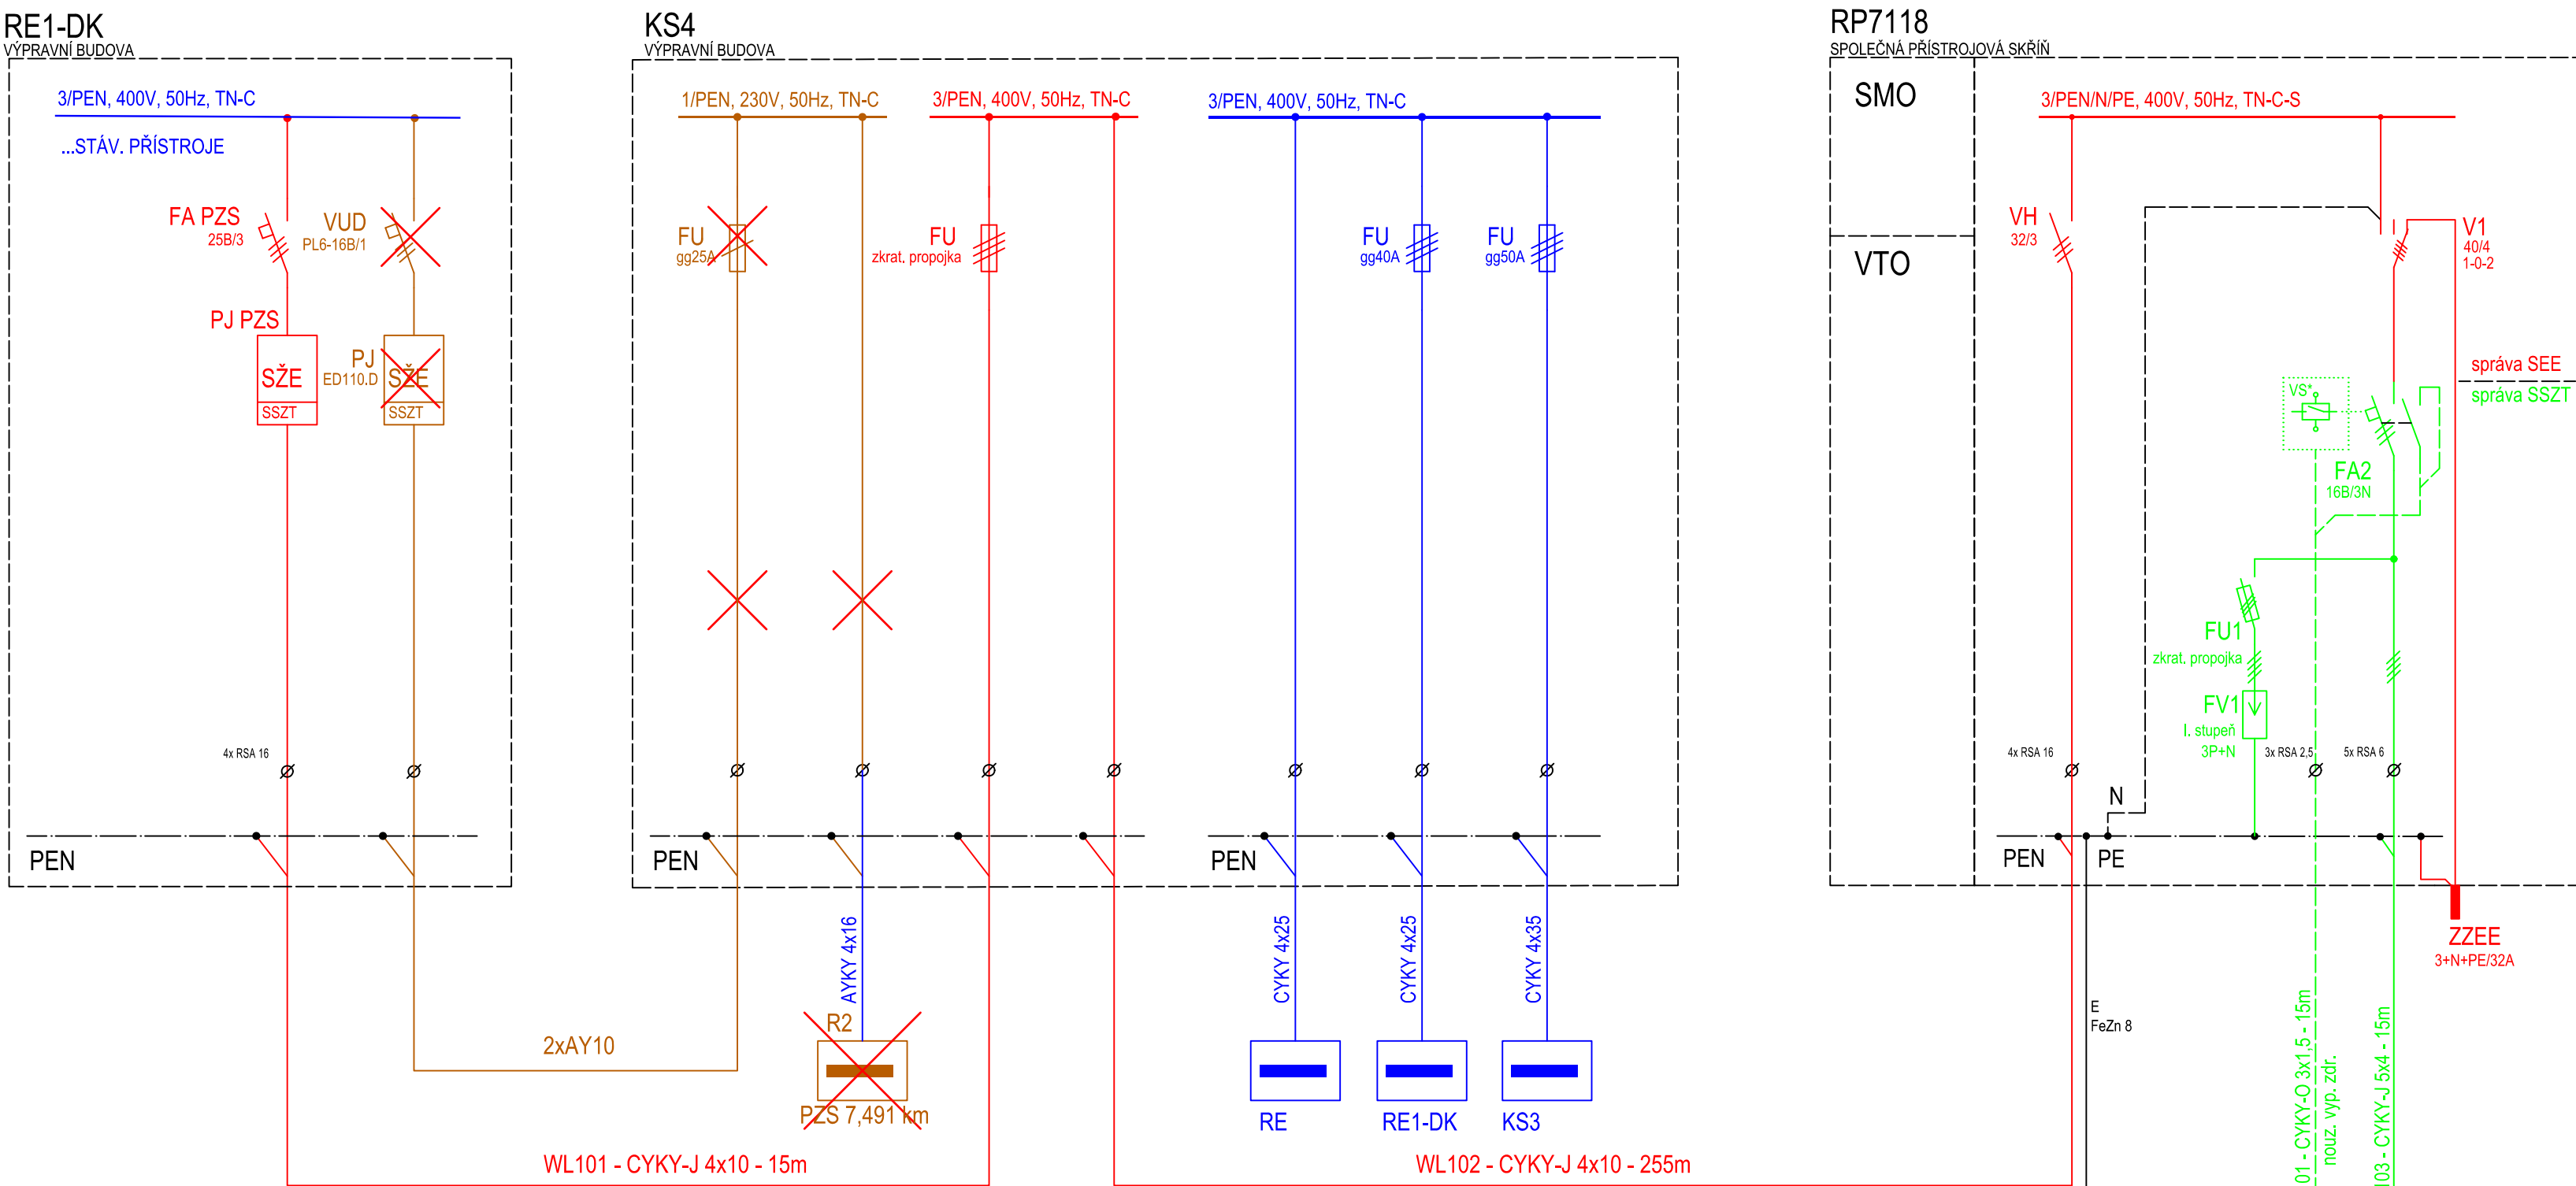 RE1-DK
VÝPRAVNÍ BUDOVA
3/PEN, 400V, 50Hz, TN-C
...STÁV. PŘÍSTROJE
FA PZS
25B/3
VUD
PL6-16B/1
PJ PZS
SŽE
SSZT
PJ
ED110.D
SŽE
SSZT
4x RSA 16
PEN
2xAY10
WL101 - CYKY-J 4x10 - 15m
KS4
VÝPRAVNÍ BUDOVA
1/PEN, 230V, 50Hz, TN-C
3/PEN, 400V, 50Hz, TN-C
3/PEN, 400V, 50Hz, TN-C
FU
gg25A
FU
zkrat. propojka
FU
gg40A
FU
gg50A
PEN
PEN
AYKY 4x16
CYKY 4x25
CYKY 4x25
CYKY 4x35
R2
PZS 7,491 km
RE
RE1-DK
KS3
WL102 - CYKY-J 4x10 - 255m
RP7118
SPOLEČNÁ PŘÍSTROJOVÁ SKŘÍŇ
SMO
VTO
3/PEN/N/PE, 400V, 50Hz, TN-C-S
VH
32/3
V1
40/4
1-0-2
správa SEE
správa SSZT
VS*
FA2
16B/3N
FU1
zkrat. propojka
FV1
I. stupeň
3P+N
4x RSA 16
3x RSA 2,5
5x RSA 6
N
PEN
PE
ZZEE
3+N+PE/32A
E
FeZn 8
01 - CYKY-O 3x1,5 - 15m
nouz. vyp. zdr.
103 - CYKY-J 5x4 - 15m